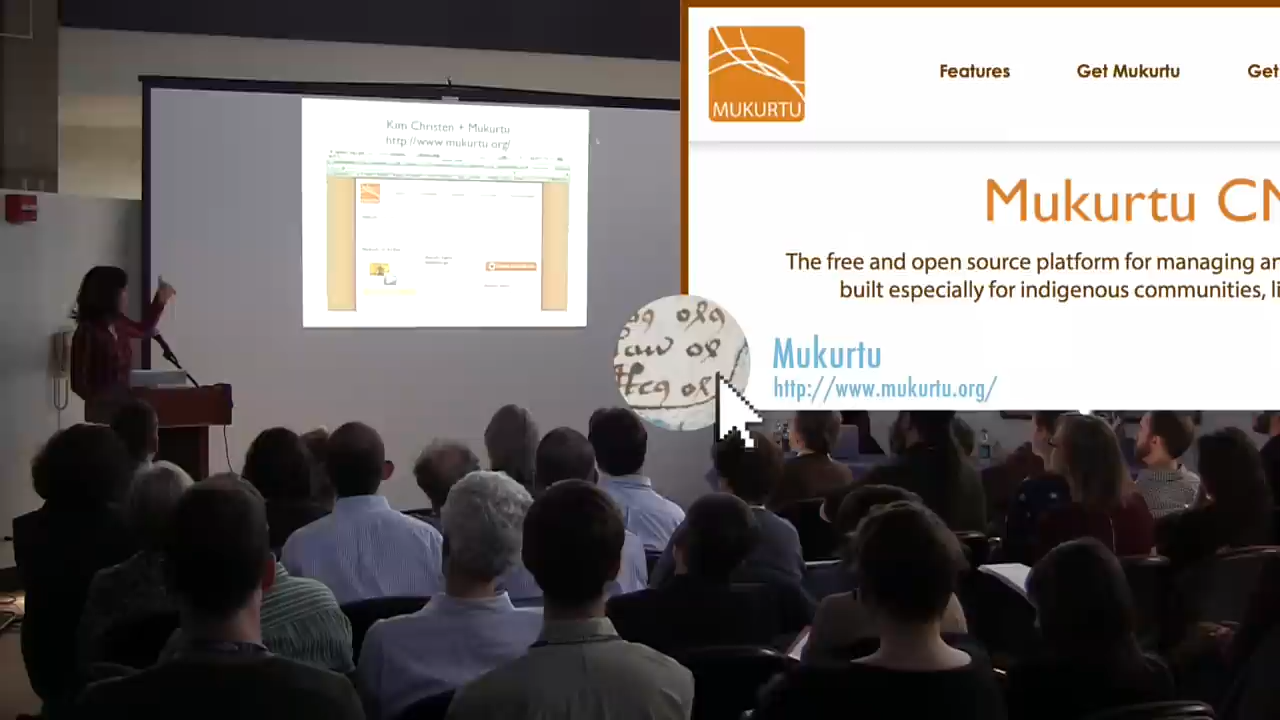 Kim Christen + Mukurtu
http://www.mukurtu.org/
MUKURTU
Features
Get Mukurtu
Get
Mukurtu CM
The free and open source platform for managing an
built especially for indigenous communities, li
Mukurtu
http://www.mukurtu.org/